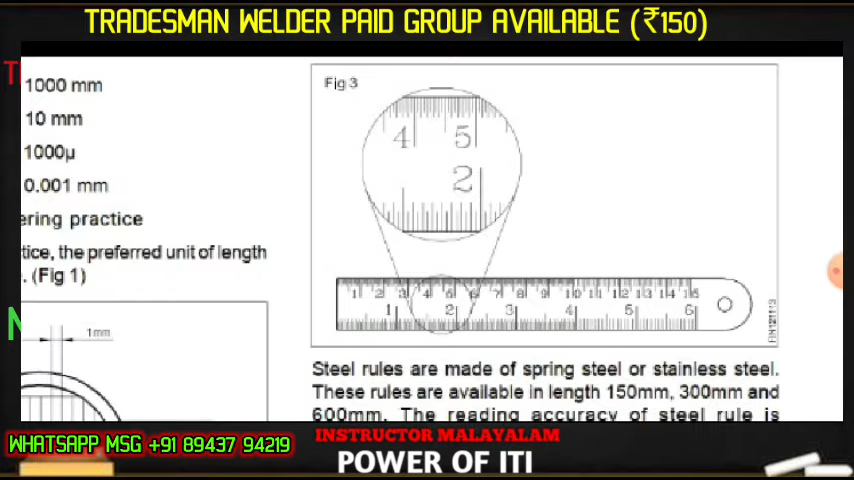 TRADESMAN WELDER PAID GROUP AVAILABLE (₹150)
1000 mm
10 mm
1000µ
0.001 mm
ering practice
tice, the preferred unit of length
. (Fig 1)
1mm
Fig 3
4 5
2
1 2 3 4 5 6 7 8 9 10 11 12 13 14 15
1 2 3 4 5 6
FIN121113
Steel rules are made of spring steel or stainless steel.
These rules are available in length 150mm, 300mm and
600mm. The reading accuracy of steel rule is
WHATSAPP MSG +91 89437 94219
INSTRUCTOR MALAYALAM
POWER OF ITI